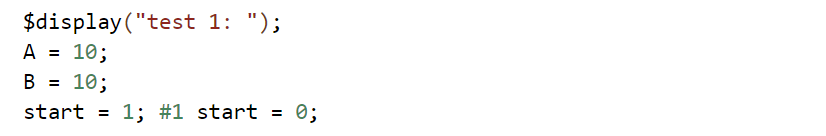 $display("test 1: ");
A = 10;
B = 10;
start = 1; #1 start = 0;